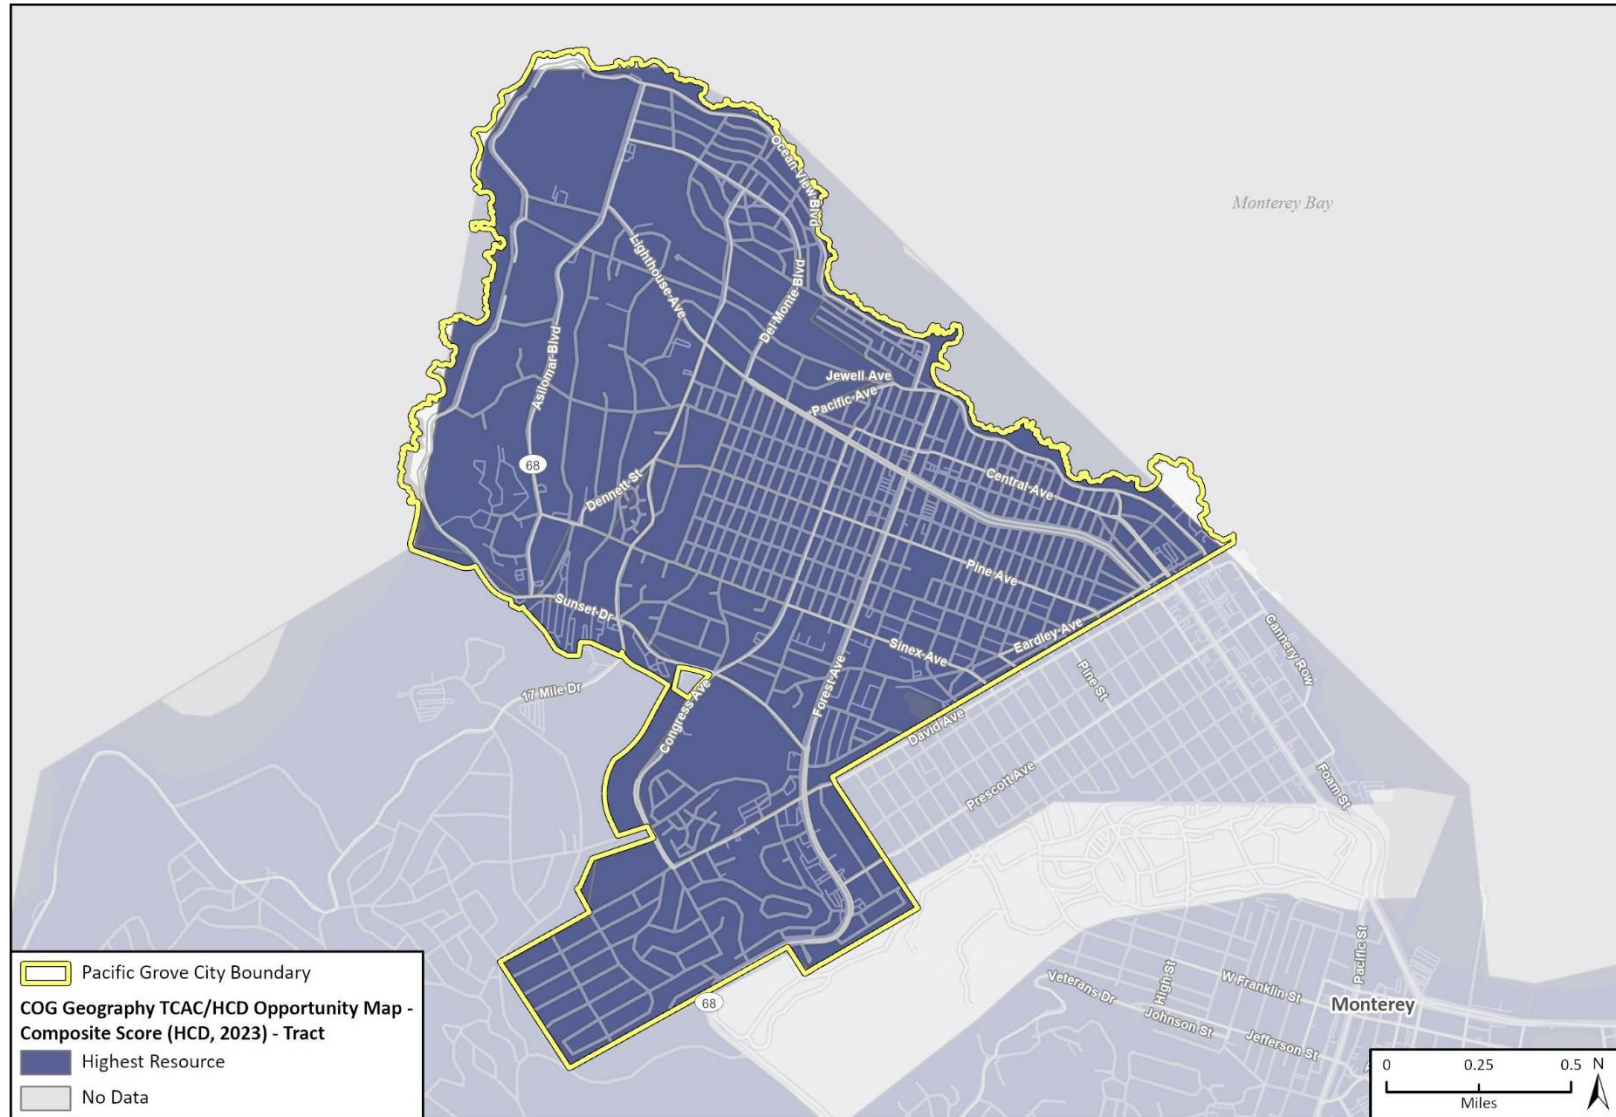 Monterey Bay
Ocean View Blvd
Lighthouse Ave
Del Monte Blvd
Asilomar Blvd
Jewell Ave
Pacific Ave
68
Central Ave
Dennett St
Pine Ave
Sunset Dr
Sinex Ave
Eardley Ave
Cannery Row
Pine St
17 Mile Dr
Congress Ave
Forest Ave
David Ave
Prescott Ave
Foam St
Pacific St
High St
W Franklin St
Veterans Dr
Johnson St
Jefferson St
Monterey
68
Pacific Grove City Boundary
COG Geography TCAC/HCD Opportunity Map -
Composite Score (HCD, 2023) - Tract
Highest Resource
No Data
0 0.25 0.5 N
Miles